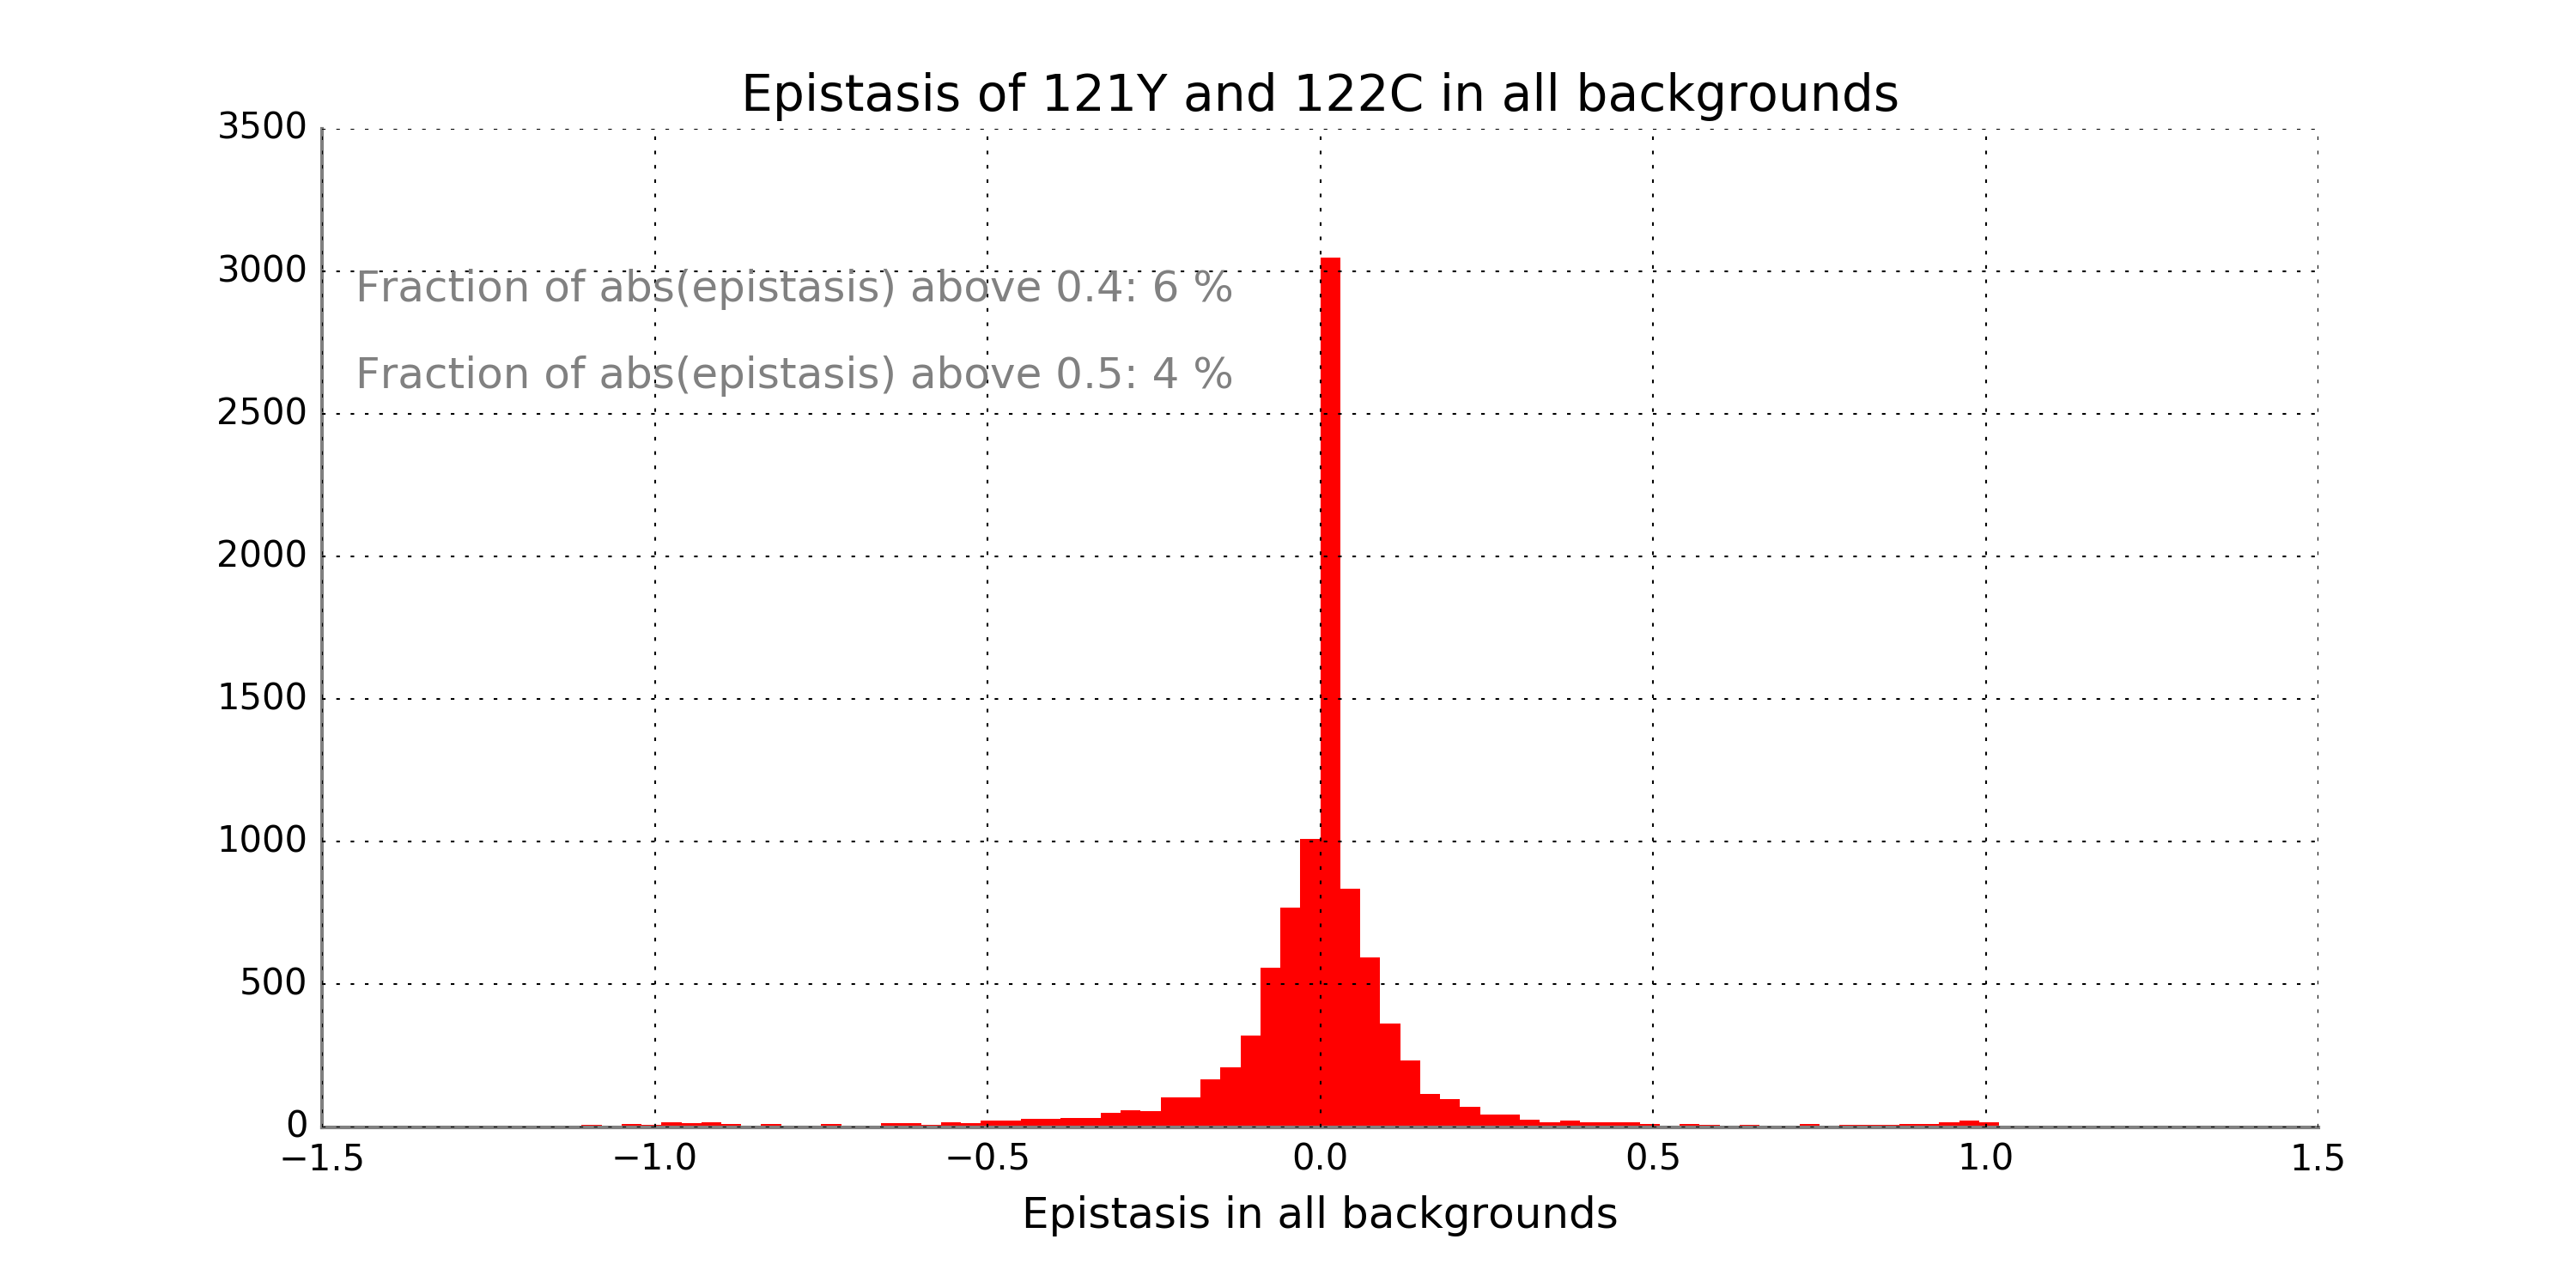 Epistasis of 121Y and 122C in all backgrounds
3500
3000
Fraction of abs(epistasis) above 0.4: 6 %
Fraction of abs(epistasis) above 0.5: 4 %
2500
2000
1500
1000
500
0
−1.5 −1.0 −0.5 0.0 0.5 1.0 1.5
Epistasis in all backgrounds